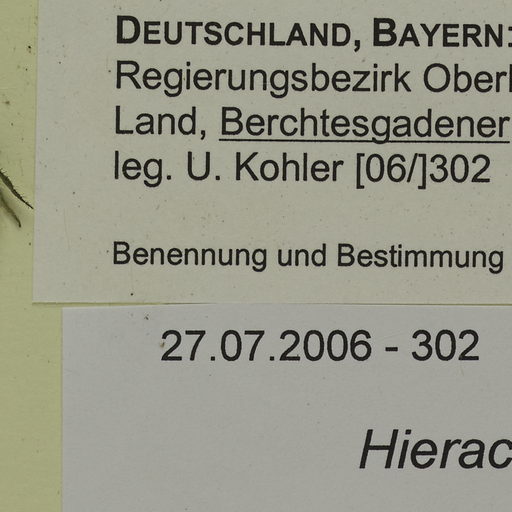 DEUTSCHLAND, BAYERN:
Regierungsbezirk Ober
Land, Berchtesgadener
leg. U. Kohler [06/]302
Benennung und Bestimmung
27.07.2006 - 302
Hierac